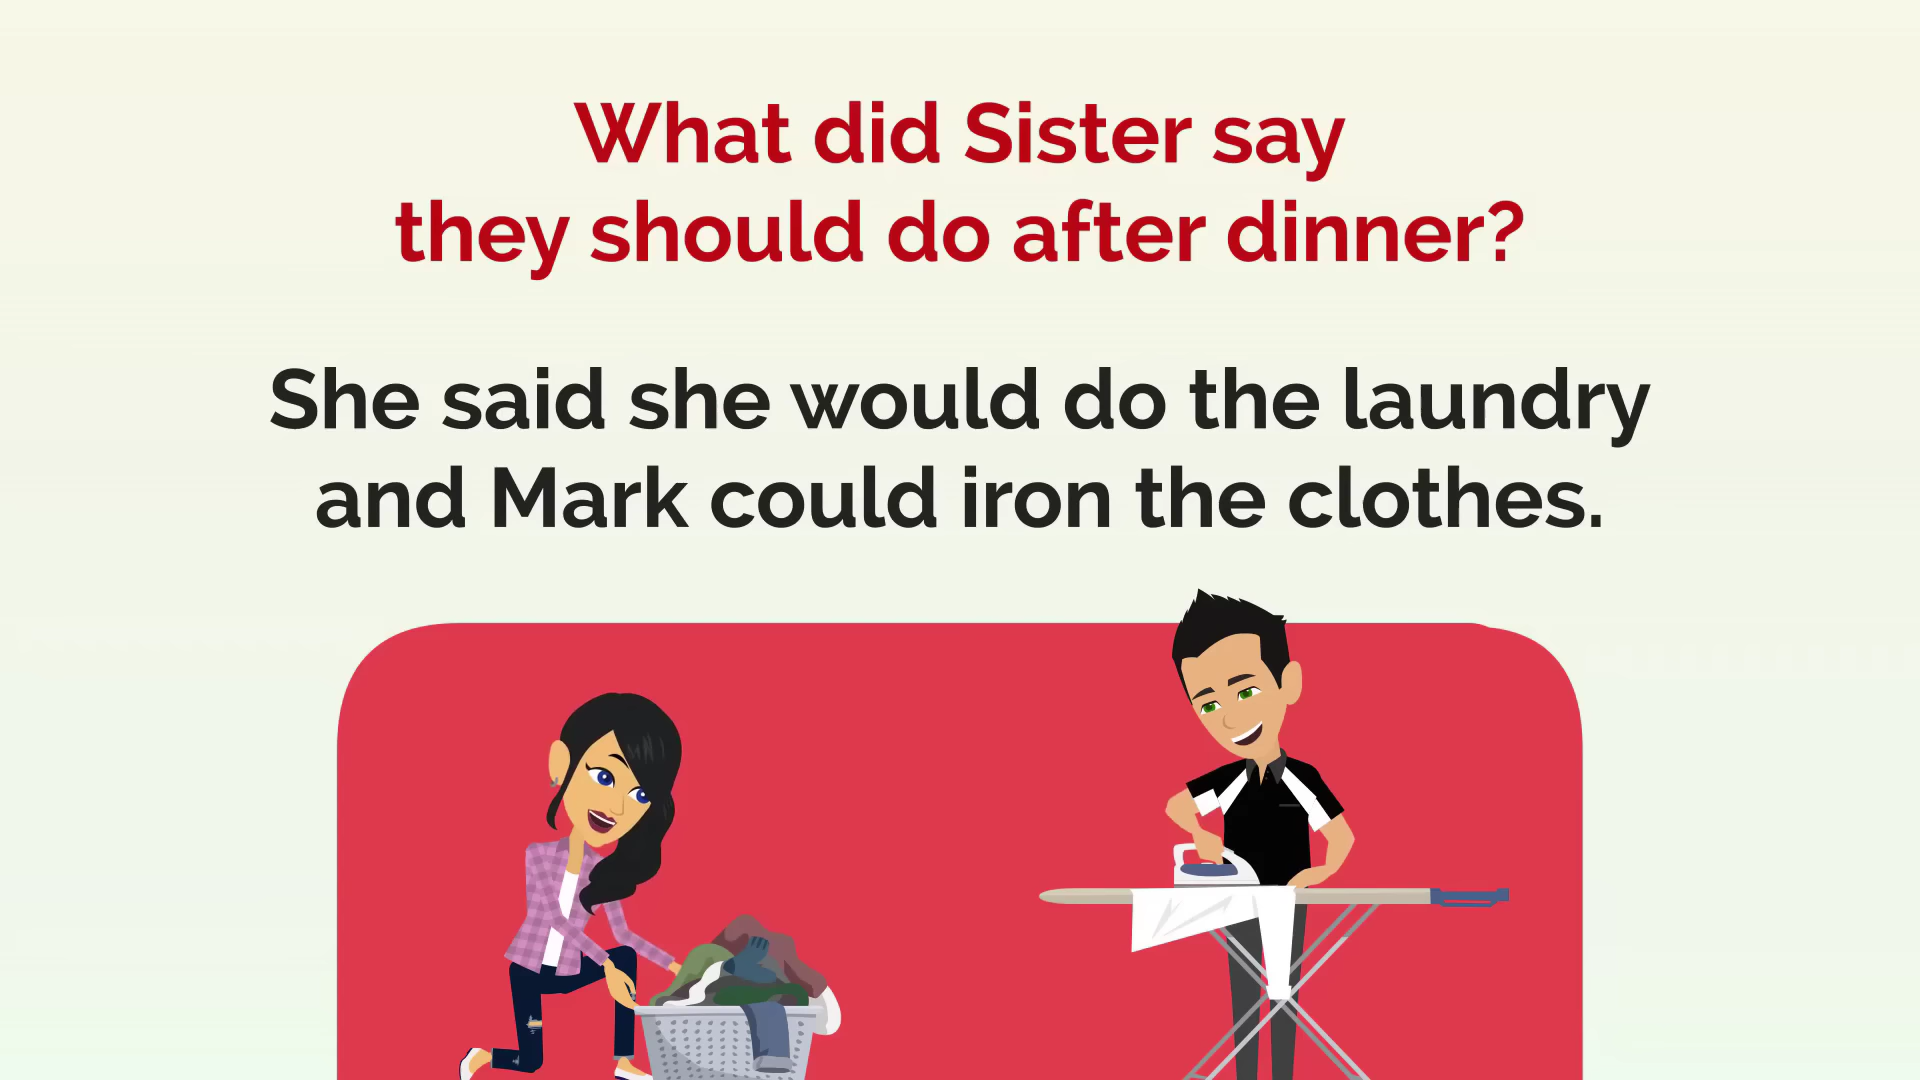 What did Sister say
they should do after dinner?
She said she would do the laundry
and Mark could iron the clothes.